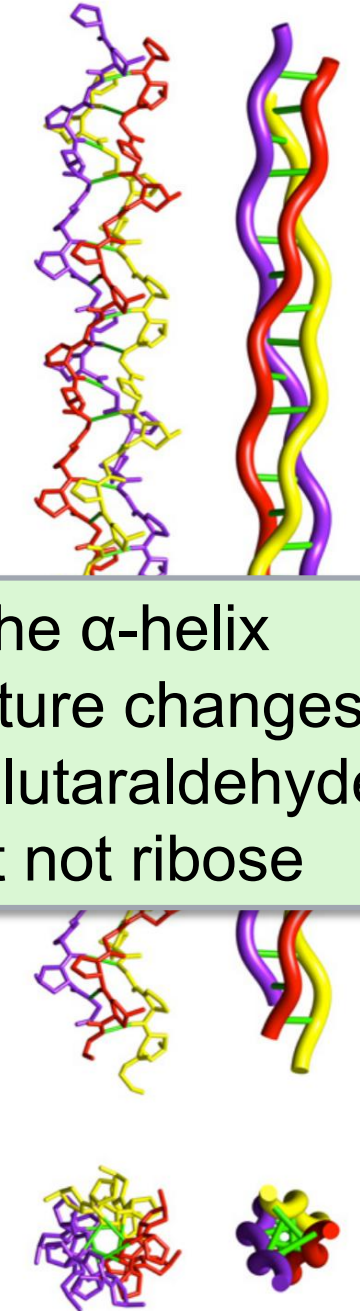 he α-helix
ture changes
lutaraldehyde
t not ribose